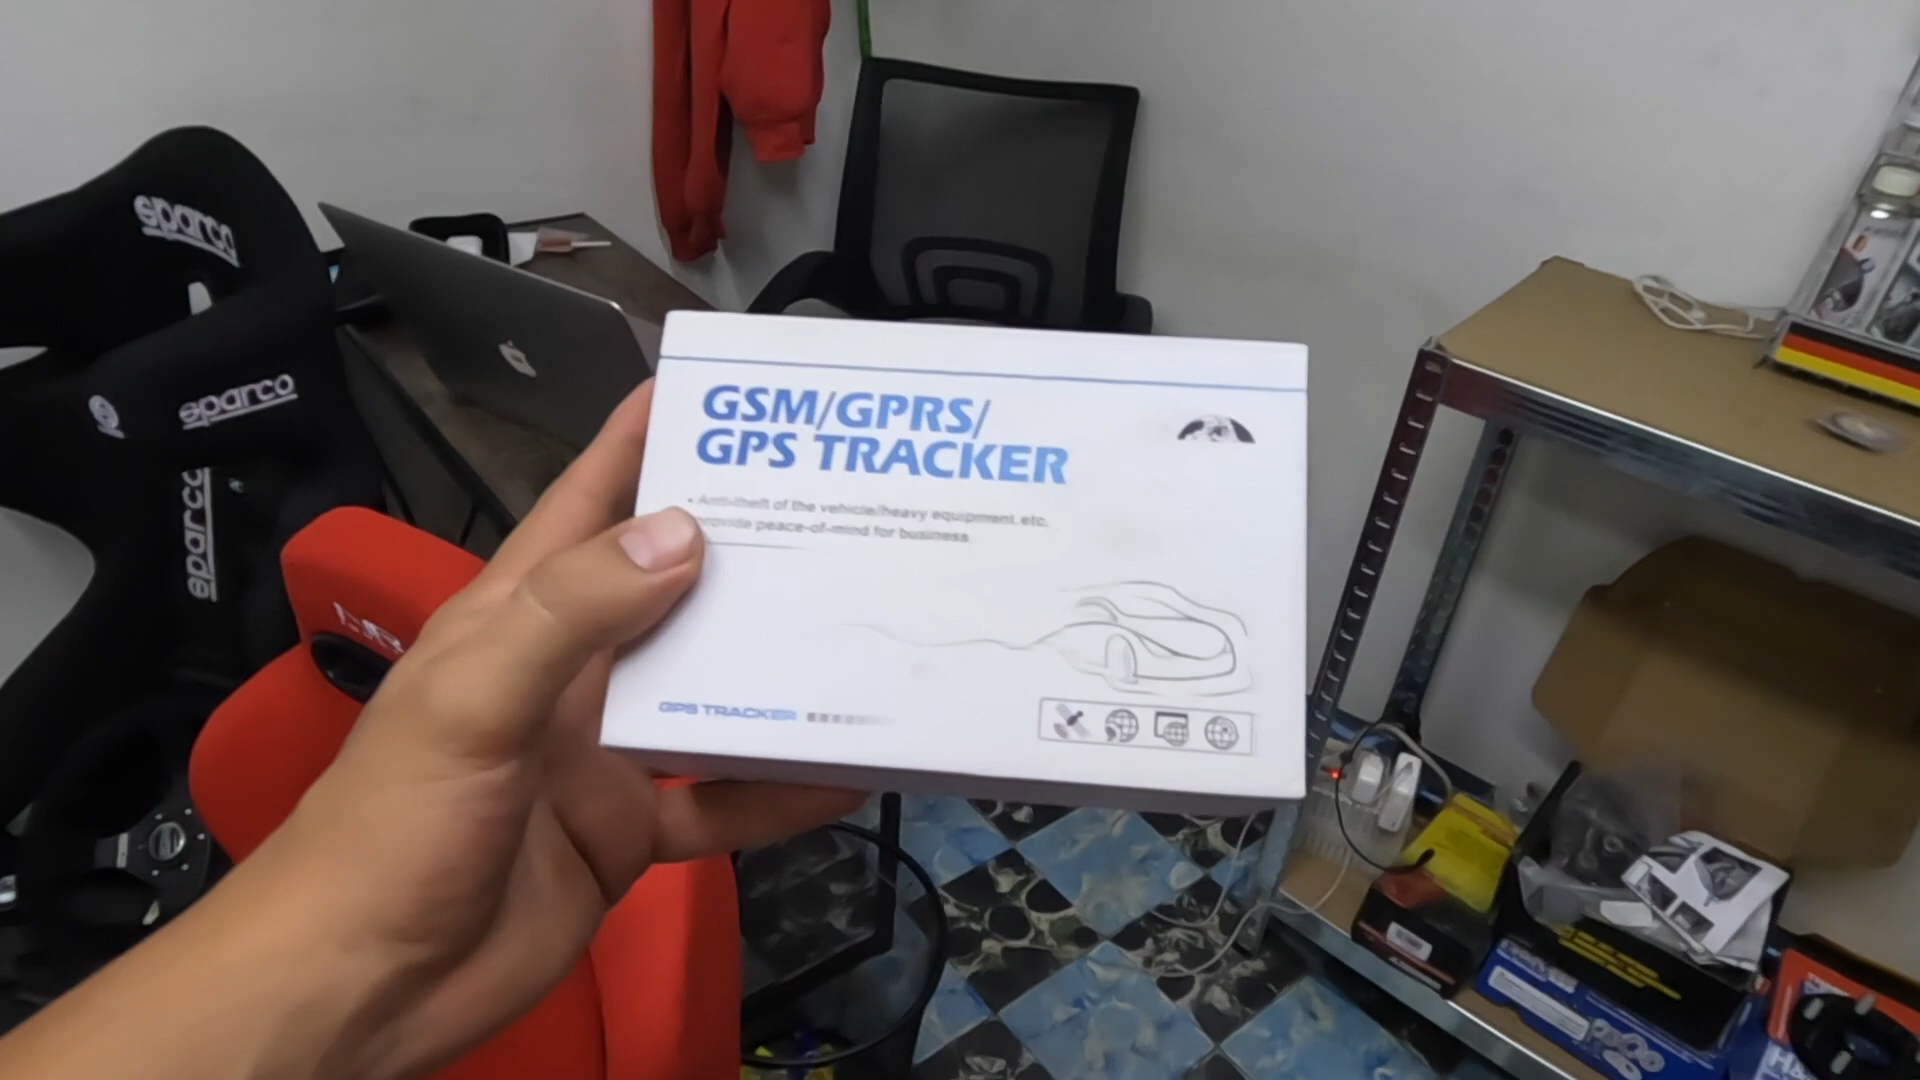 sparco
sparco
sparco
GSM/GPRS/
GPS TRACKER
• Anti-theft of the vehicle/heavy equipment.etc.
provide peace-of-mind for business
GPS TRACKER